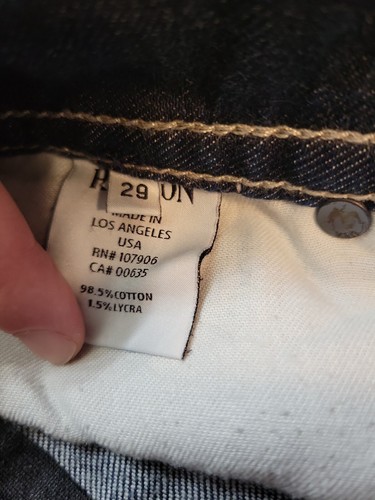 29
MADE IN
LOS ANGELES
USA
RN# 107906
CA# 00635
98.5% COTTON
1.5% LYCRA